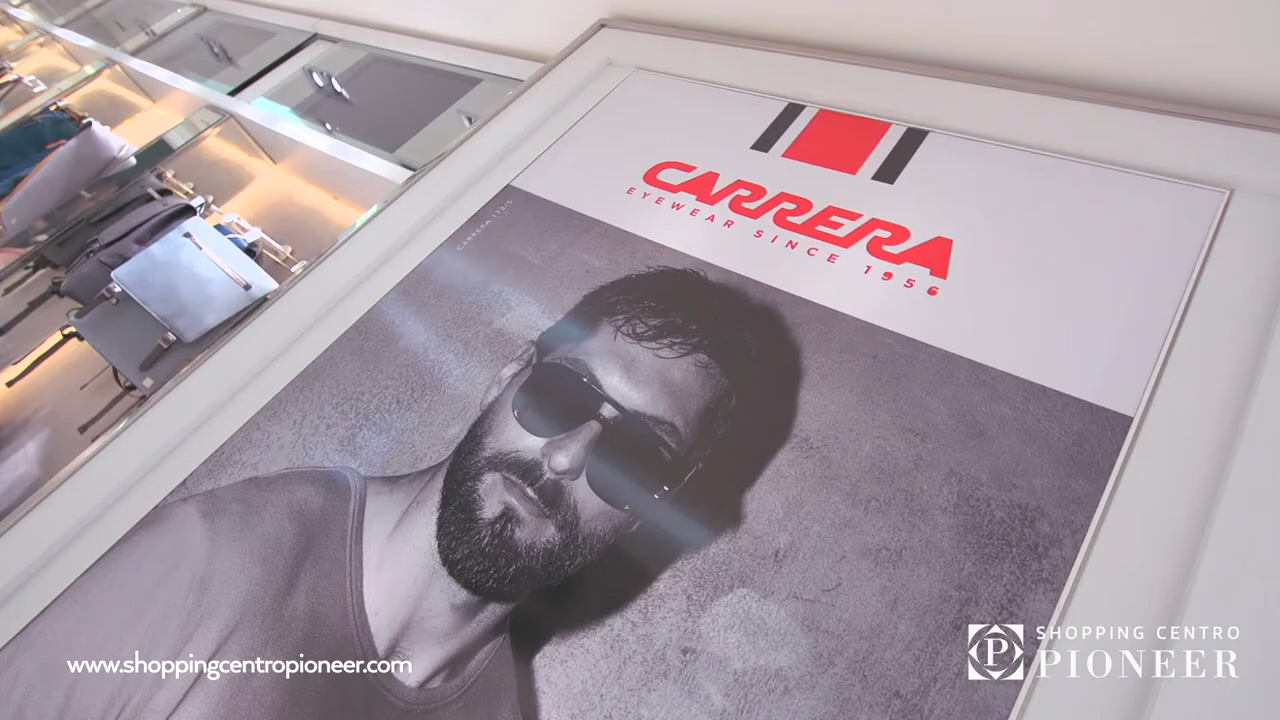 CARRERA
EYEWEAR SINCE 1956
CARRERA 173/S
www.shoppingcentropioneer.com
P
SHOPPING CENTRO
PIONEER